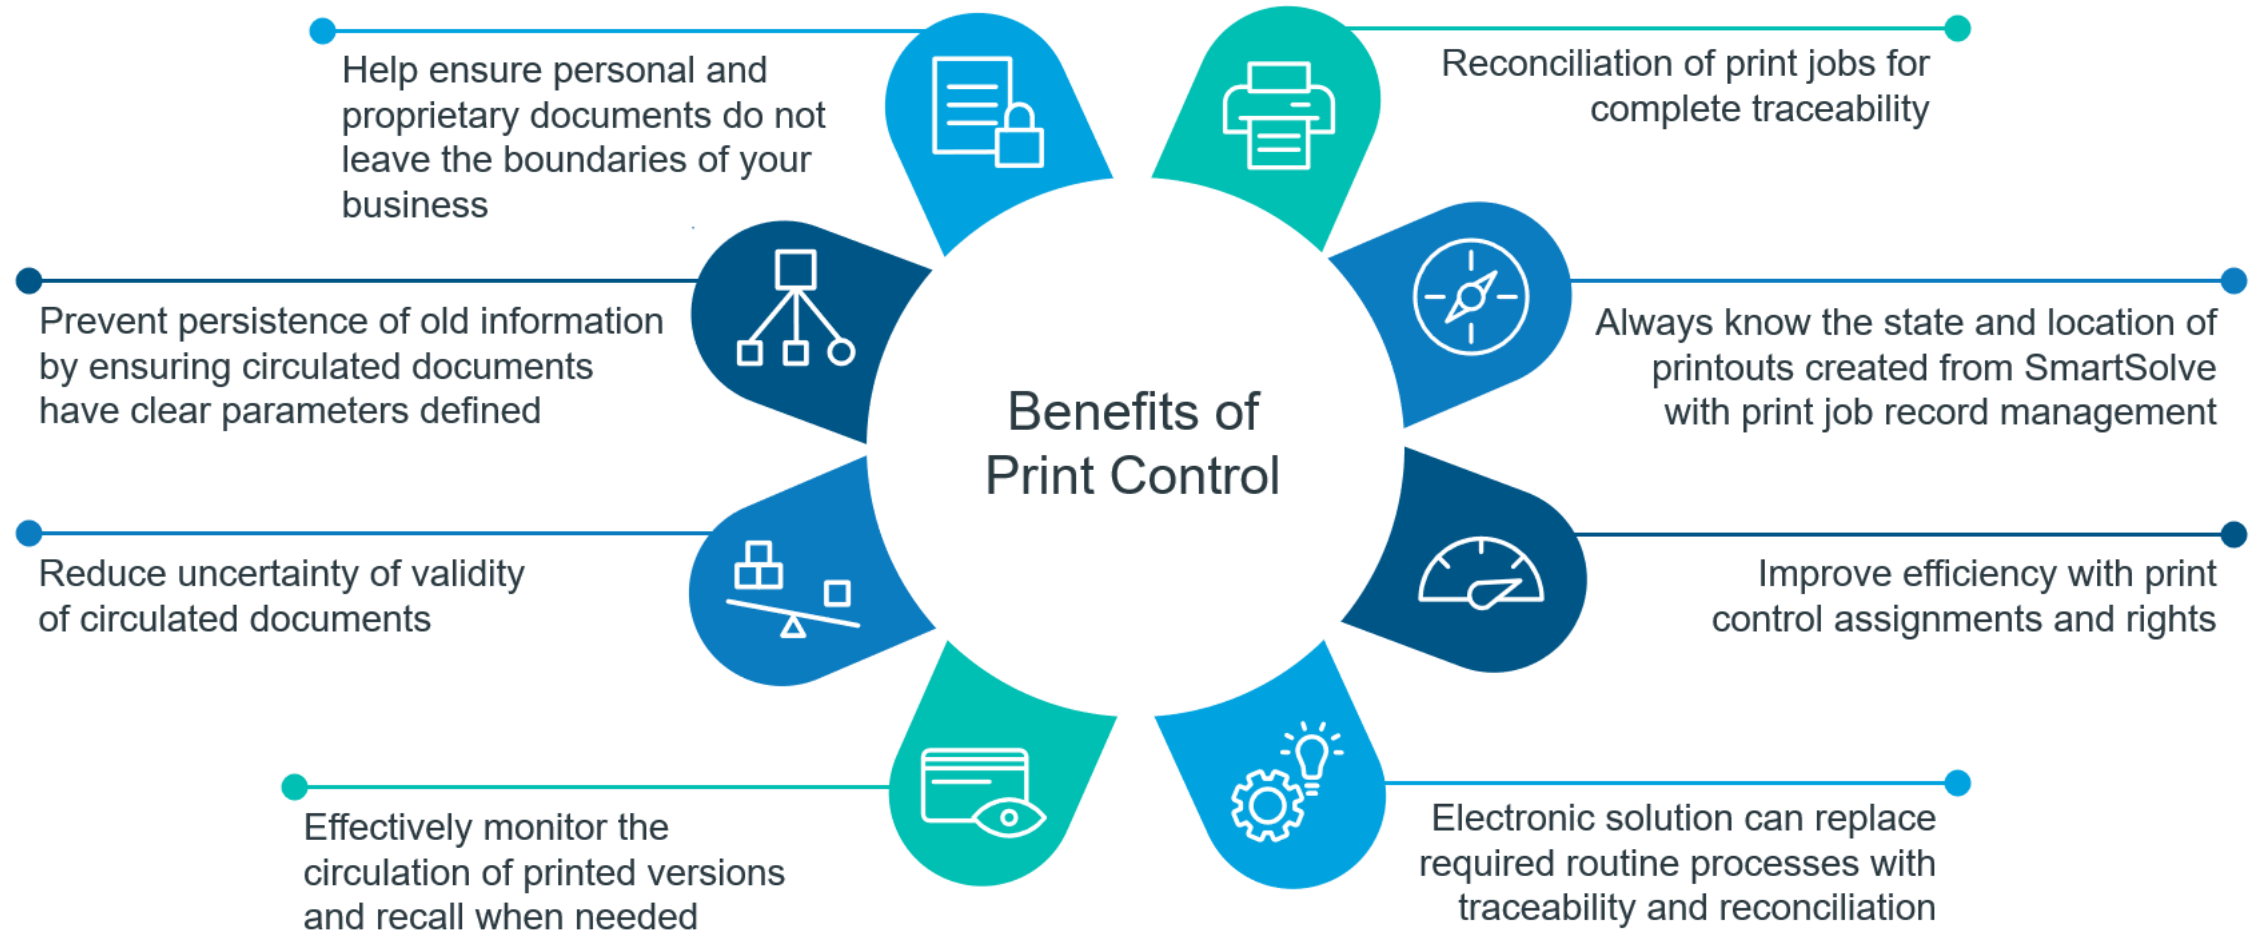 Help ensure personal and
proprietary documents do not
leave the boundaries of your
business
Reconciliation of print jobs for
complete traceability
Prevent persistence of old information
by ensuring circulated documents
have clear parameters defined
Always know the state and location of
printouts created from SmartSolve
with print job record management
Benefits of
Print Control
Reduce uncertainty of validity
of circulated documents
Improve efficiency with print
control assignments and rights
Effectively monitor the
circulation of printed versions
and recall when needed
Electronic solution can replace
required routine processes with
traceability and reconciliation